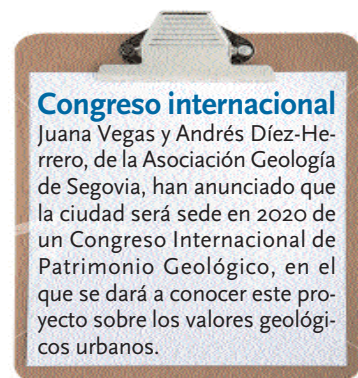 Congreso internacional
Juana Vegas y Andrés Díez-He-
rrero, de la Asociación Geología
de Segovia, han anunciado que
la ciudad será sede en 2020 de
un Congreso Internacional de
Patrimonio Geológico, en el
que se dará a conocer este pro-
yecto sobre los valores geológi-
cos urbanos.